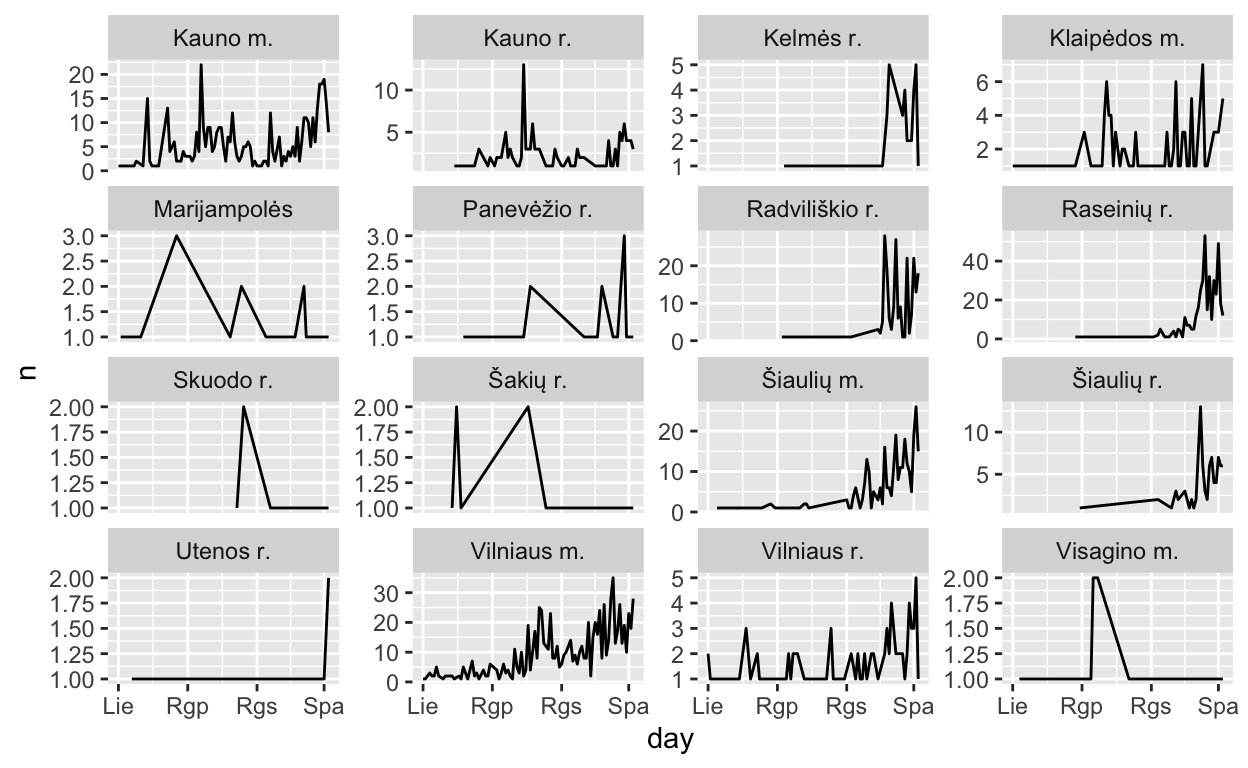 Kauno m. Kauno r. Kelmės r. Klaipėdos m.
20 15 10 5 0
10 5
5 4 3 2 1
6 4 2
Marijampolės Panevėžio r. Radviliškio r. Raseinių r.
3.0 2.5 2.0 1.5 1.0
3.0 2.5 2.0 1.5 1.0
20 10 0
40 20 0
n
Skuodo r. Šakių r. Šiaulių m. Šiaulių r.
2.00 1.75 1.50 1.25 1.00
2.00 1.75 1.50 1.25 1.00
20 10 0
10 5
Utenos r. Vilniaus m. Vilniaus r. Visagino m.
2.00 1.75 1.50 1.25 1.00
30 20 10 0
5 4 3 2 1
2.00 1.75 1.50 1.25 1.00
Lie Rgp Rgs Spa Lie Rgp Rgs Spa Lie Rgp Rgs Spa Lie Rgp Rgs Spa
day